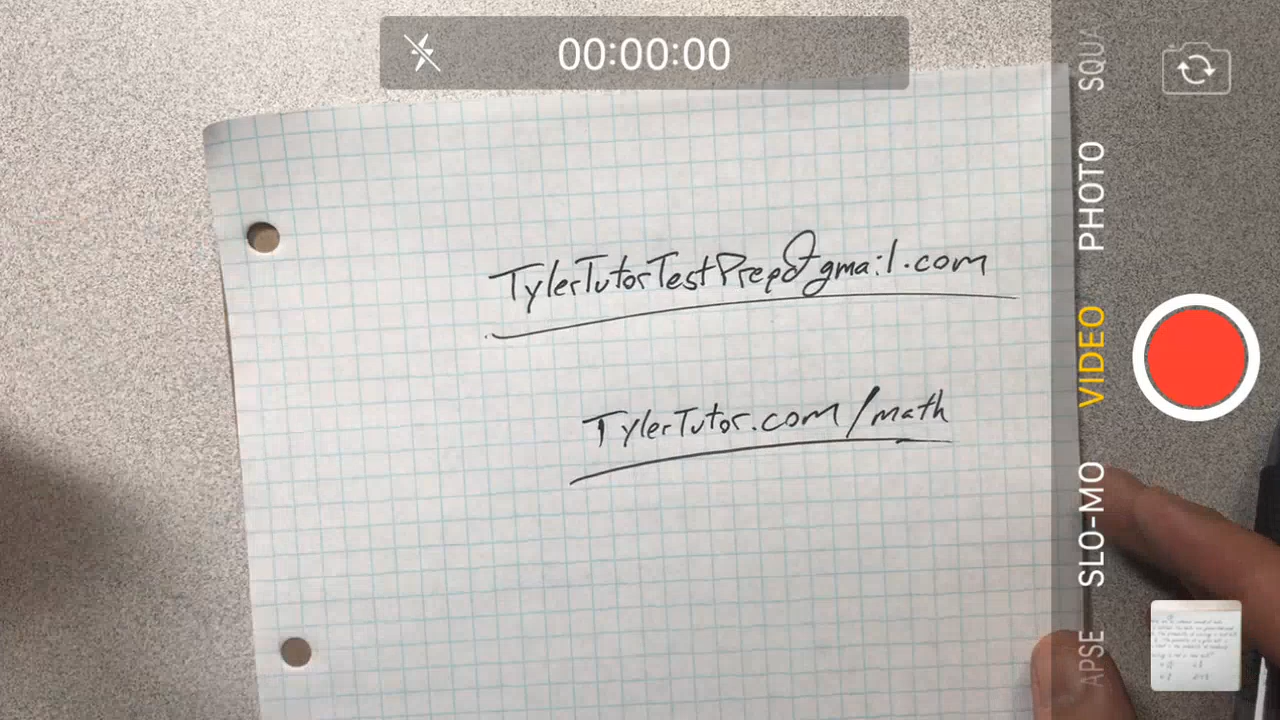 00:00:00
TylerTutorTestPrep@gmail.com
TylerTutor.com/math
SQUA
PHOTO
VIDEO
SLO-MO
APSE